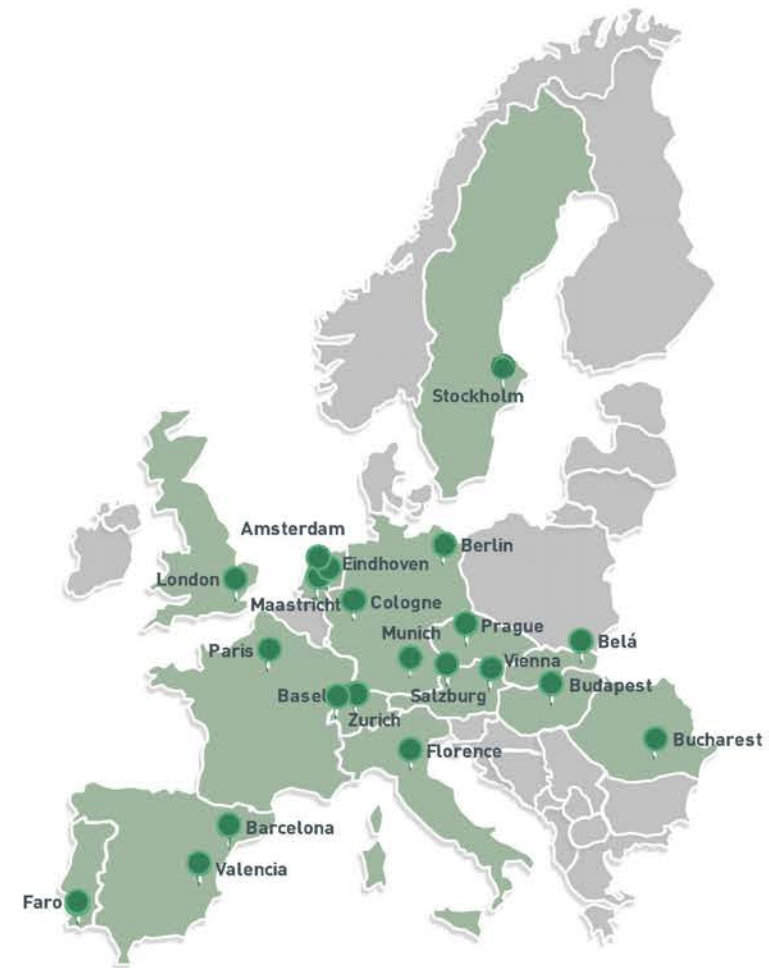 Stockholm
Amsterdam
Berlin
Eindhoven
London
Maastricht
Cologne
Prague
Munich
Belá
Paris
Vienna
Budapest
Basel
Salzburg
Zurich
Bucharest
Florence
Barcelona
Valencia
Faro